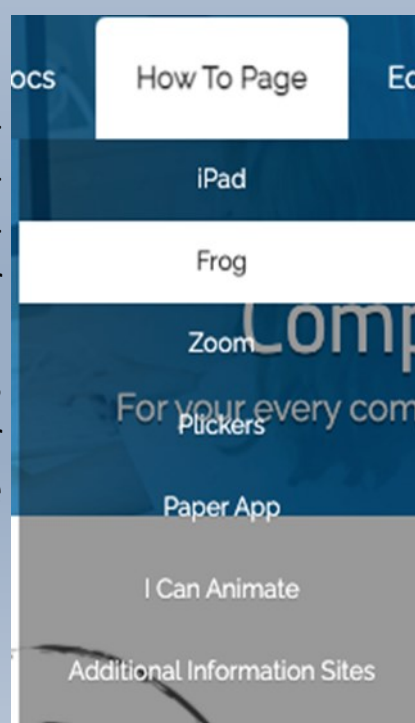 ocs How To Page Ec
iPad
Frog
Comp
Zoom
For your every com
Plickers
Paper App
I Can Animate
Additional Information Sites